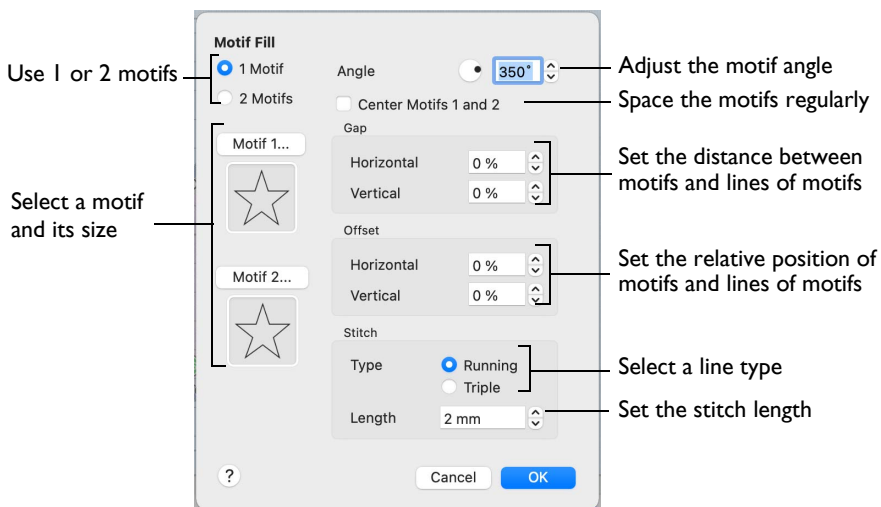 Motif Fill
Use 1 or 2 motifs
1 Motif
2 Motifs
Angle
350°
Adjust the motif angle
Center Motifs 1 and 2
Space the motifs regularly
Motif 1...
Select a motif
and its size
Motif 2...
Gap
Horizontal
0 %
Vertical
0 %
Set the distance between
motifs and lines of motifs
Offset
Horizontal
0 %
Vertical
0 %
Set the relative position of
motifs and lines of motifs
Stitch
Type
Running
Triple
Select a line type
Length
2 mm
Set the stitch length
?
Cancel
OK